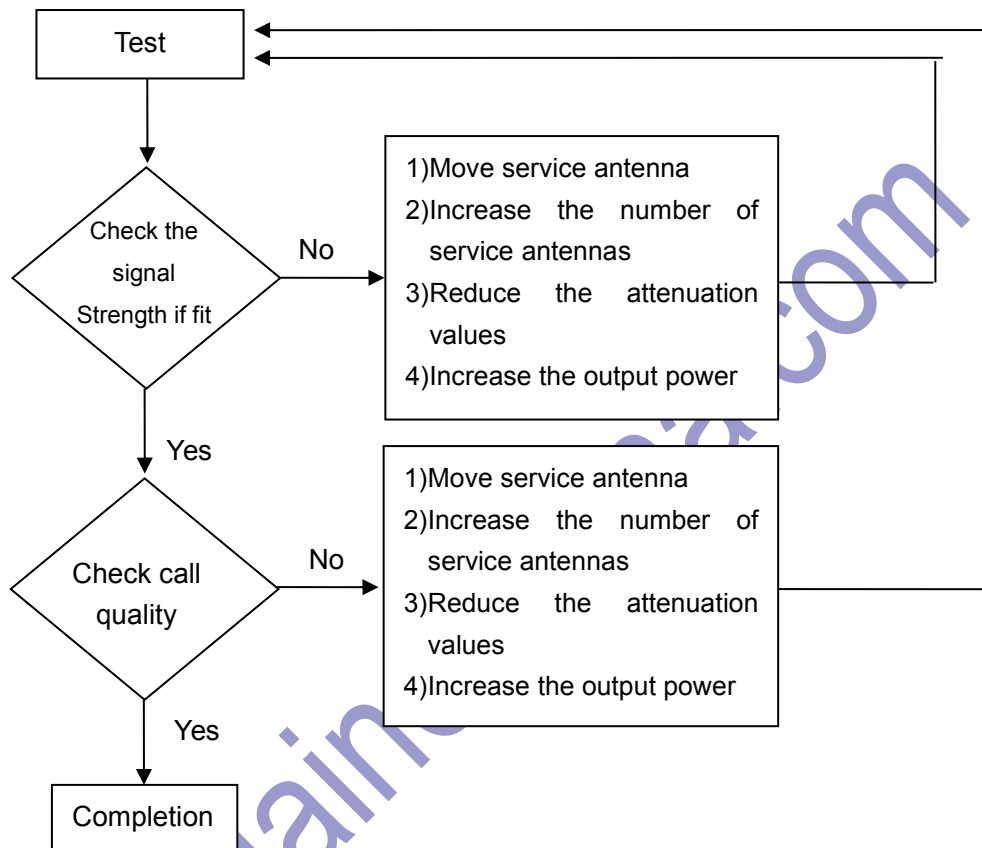 Test
Check the
signal
Strength if fit
No
1)Move service antenna
2)Increase the number of
service antennas
3)Reduce the attenuation
values
4)Increase the output power
Yes
Check call
quality
No
1)Move service antenna
2)Increase the number of
service antennas
3)Reduce the attenuation
values
4)Increase the output power
Yes
Completion